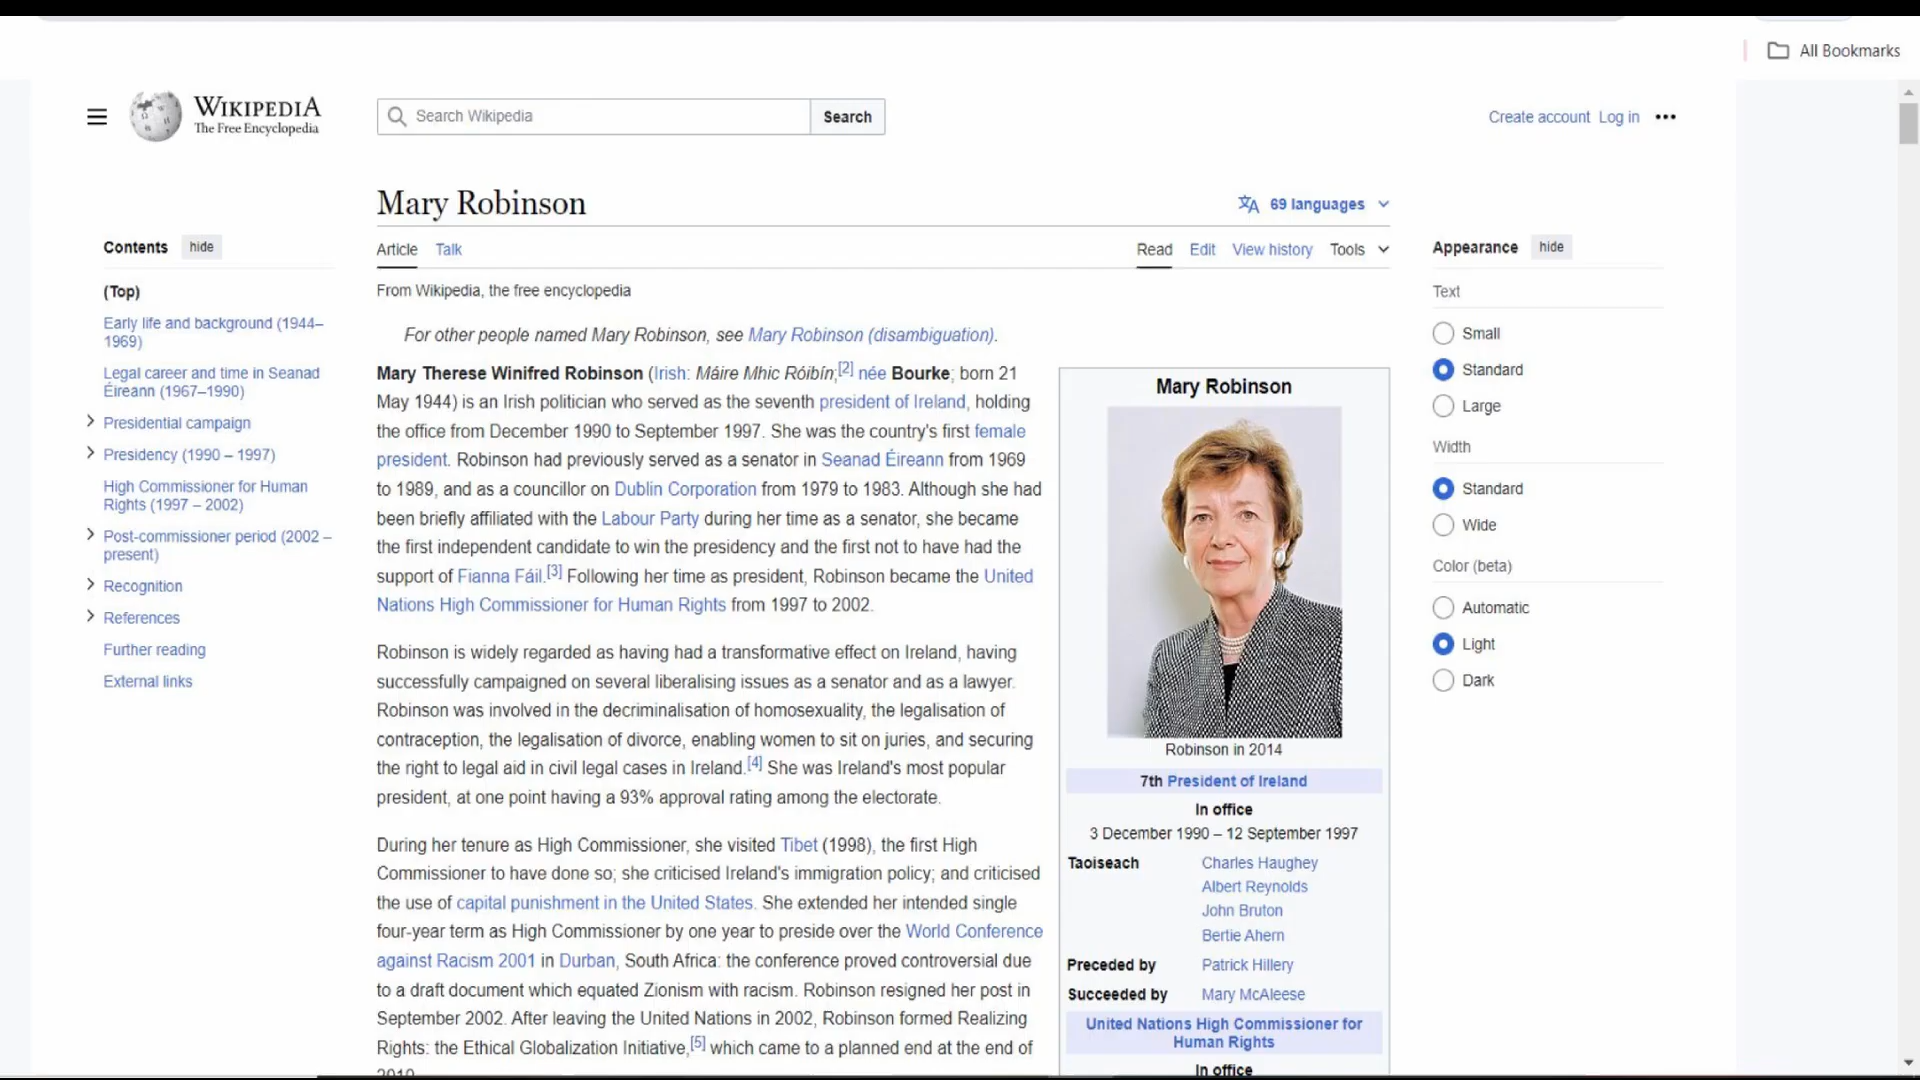 All Bookmarks
WIKIPEDIA
The Free Encyclopedia
Search Wikipedia
Search
Create account Log in
Mary Robinson
69 languages
Contents hide
Article Talk
Read Edit View history Tools
Appearance hide
From Wikipedia, the free encyclopedia
(Top)
Early life and background (1944–
1969)
Legal career and time in Seanad
Éireann (1967–1990)
Presidential campaign
Presidency (1990 – 1997)
High Commissioner for Human
Rights (1997 – 2002)
Post-commissioner period (2002 –
present)
Recognition
References
Further reading
External links
For other people named Mary Robinson, see Mary Robinson (disambiguation).
Mary Therese Winifred Robinson (Irish: Máire Mhic Róibín;[2] née Bourke; born 21
May 1944) is an Irish politician who served as the seventh president of Ireland, holding
the office from December 1990 to September 1997. She was the country's first female
president. Robinson had previously served as a senator in Seanad Éireann from 1969
to 1989, and as a councillor on Dublin Corporation from 1979 to 1983. Although she had
been briefly affiliated with the Labour Party during her time as a senator, she became
the first independent candidate to win the presidency and the first not to have had the
support of Fianna Fáil.[3] Following her time as president, Robinson became the United
Nations High Commissioner for Human Rights from 1997 to 2002.
Robinson is widely regarded as having had a transformative effect on Ireland, having
successfully campaigned on several liberalising issues as a senator and as a lawyer.
Robinson was involved in the decriminalisation of homosexuality, the legalisation of
contraception, the legalisation of divorce, enabling women to sit on juries, and securing
the right to legal aid in civil legal cases in Ireland.[4] She was Ireland's most popular
president, at one point having a 93% approval rating among the electorate.
During her tenure as High Commissioner, she visited Tibet (1998), the first High
Commissioner to have done so; she criticised Ireland's immigration policy; and criticised
the use of capital punishment in the United States. She extended her intended single
four-year term as High Commissioner by one year to preside over the World Conference
against Racism 2001 in Durban, South Africa: the conference proved controversial due
to a draft document which equated Zionism with racism. Robinson resigned her post in
September 2002. After leaving the United Nations in 2002, Robinson formed Realizing
Rights: the Ethical Globalization Initiative,[5] which came to a planned end at the end of
2010
Mary Robinson
Robinson in 2014
7th President of Ireland
In office
3 December 1990 – 12 September 1997
Taoiseach Charles Haughey
Albert Reynolds
John Bruton
Bertie Ahern
Preceded by Patrick Hillery
Succeeded by Mary McAleese
United Nations High Commissioner for
Human Rights
In office
Text
Small
Standard
Large
Width
Standard
Wide
Color (beta)
Automatic
Light
Dark